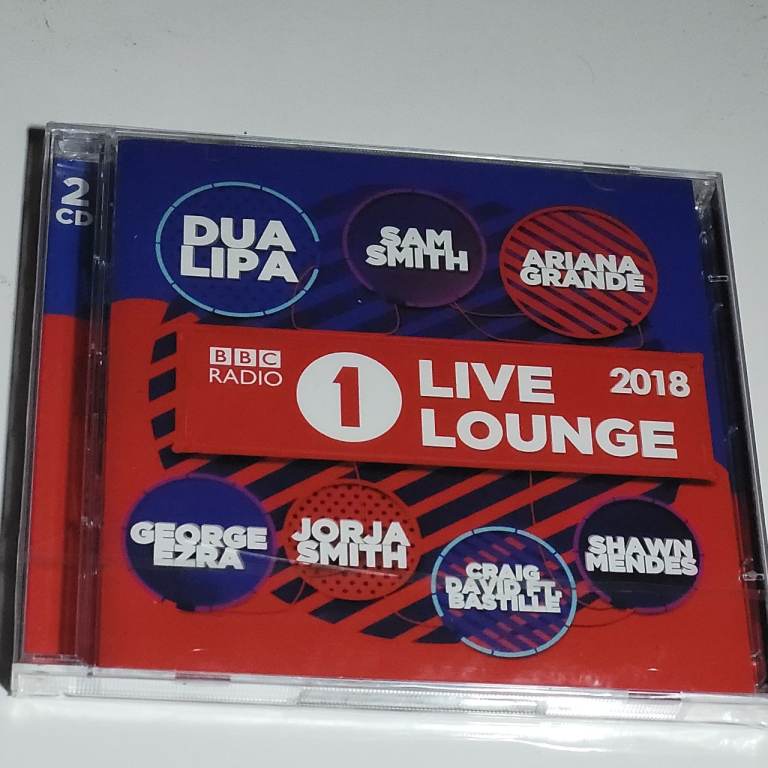 2
CD
DUA
LIPA
SAM
SMITH
ARIANA
GRANDE
BBC
RADIO
1
LIVE
LOUNGE
2018
GEORGE
EZRA
JORJA
SMITH
CRAIG
DAVID FT.
BASTILLE
SHAWN
MENDES